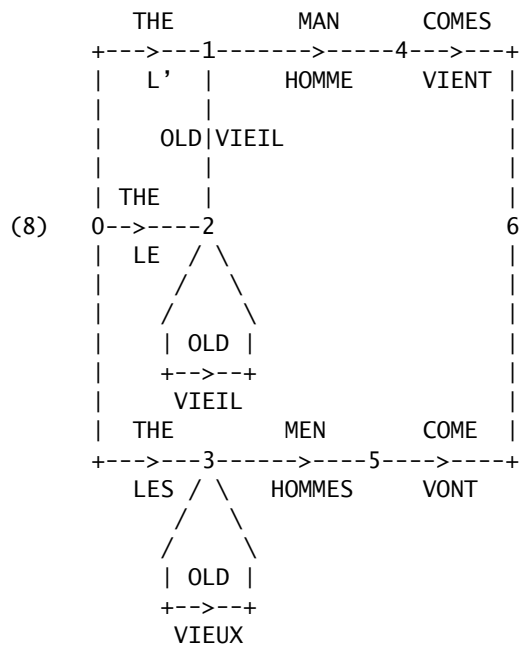 THE MAN COMES
+--->---1------->-----4--->---+
| L' | HOMME VIENT |
| | |
| OLD|VIEIL |
| | |
| THE | |
(8) 0-->----2 6
| LE / \ |
| / \ |
| / \ |
| | OLD | |
| +-->--+ |
| VIEIL |
| THE MEN COME |
+--->---3------>----5---->----+
LES / \ HOMMES VONT
/ \
/ \
| OLD |
+-->--+
VIEUX